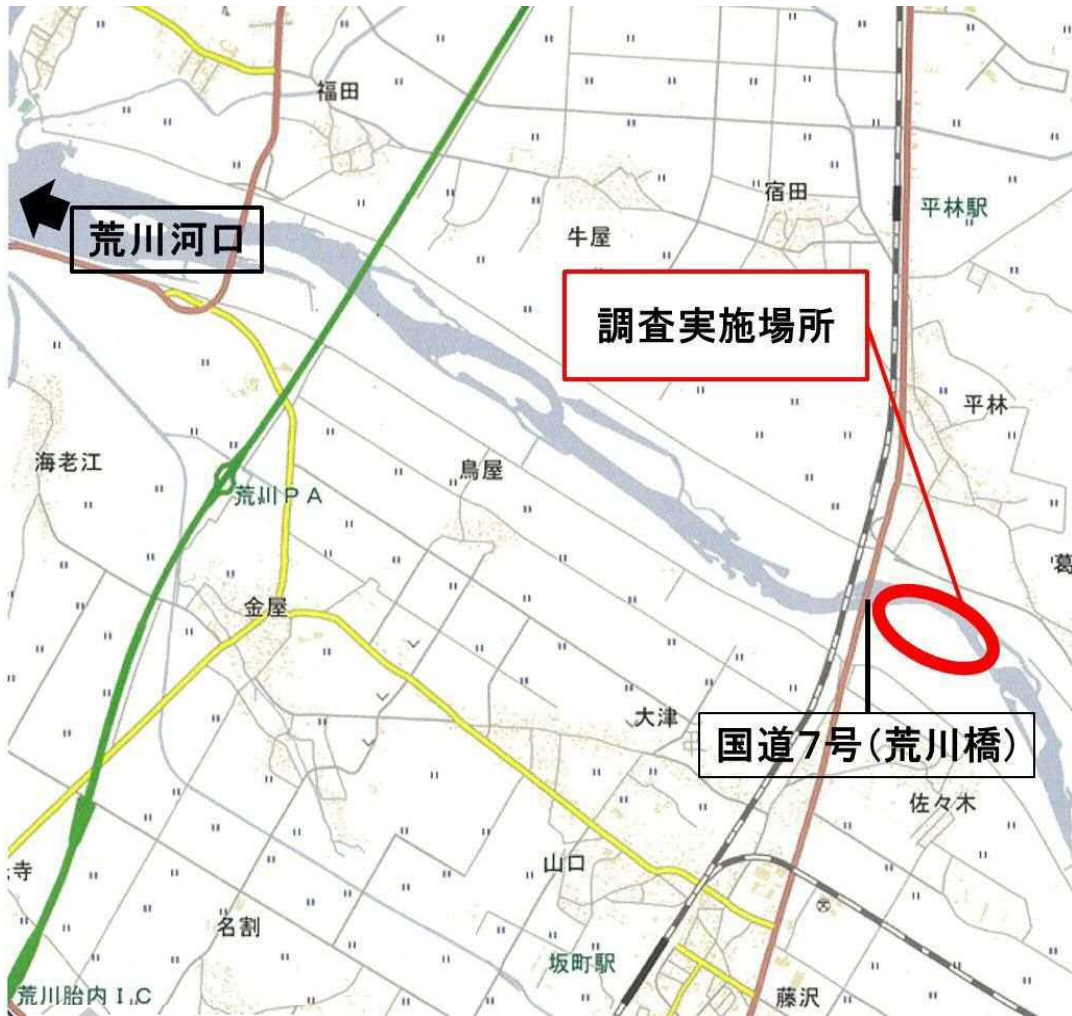 福田
宿田
平林駅
荒川河口
牛屋
調査実施場所
平林
海老江
鳥屋
荒川PA
葛
金屋
大津
国道7号(荒川橋)
佐々木
山口
寺
名割
坂町駅
荒川胎内I.C
藤沢